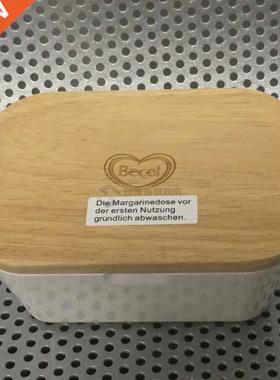 Becel
Die Margarinedose vor
der ersten Nutzung
gründlich abwaschen.